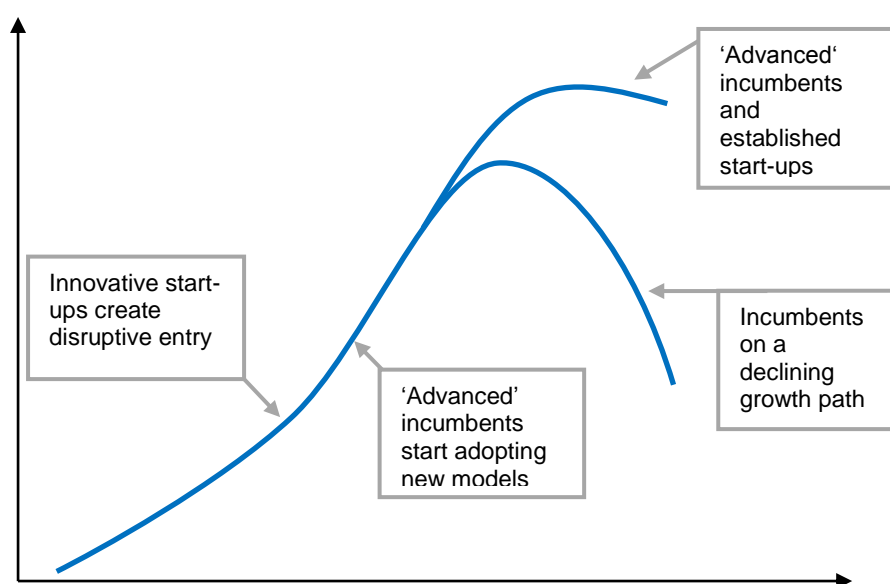 ‘Advanced‘
incumbents
and
established
start-ups
Innovative start-
ups create
disruptive entry
Incumbents
on a
declining
growth path
‘Advanced’
incumbents
start adopting
new models